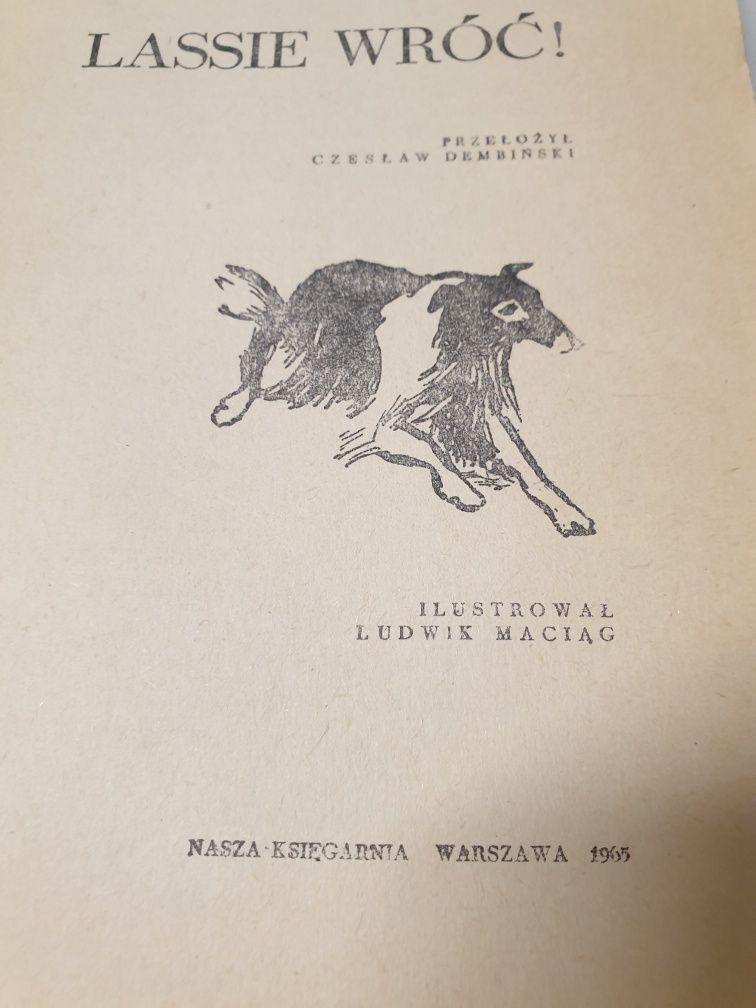 LASSIE WRÓĆ!
PRZEŁOŻYŁ
CZESŁAW DEMBIŃSKI
ILUSTROWAŁ
LUDWIK MACIĄG
NASZA KSIĘGARNIA WARSZAWA 1965